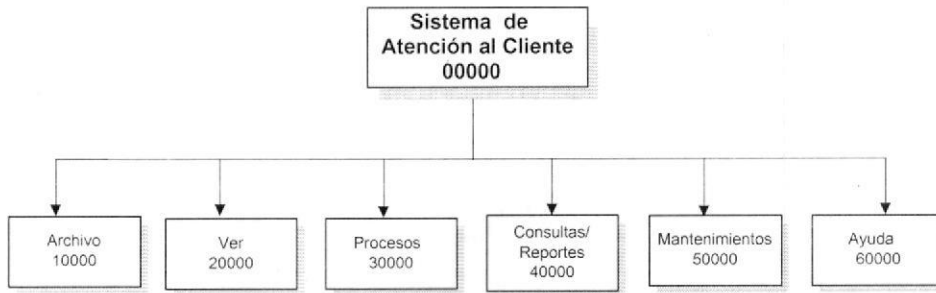 Sistema de
Atención al Cliente
00000
Archivo
10000
Ver
20000
Procesos
30000
Consultas/
Reportes
40000
Mantenimientos
50000
Ayuda
60000